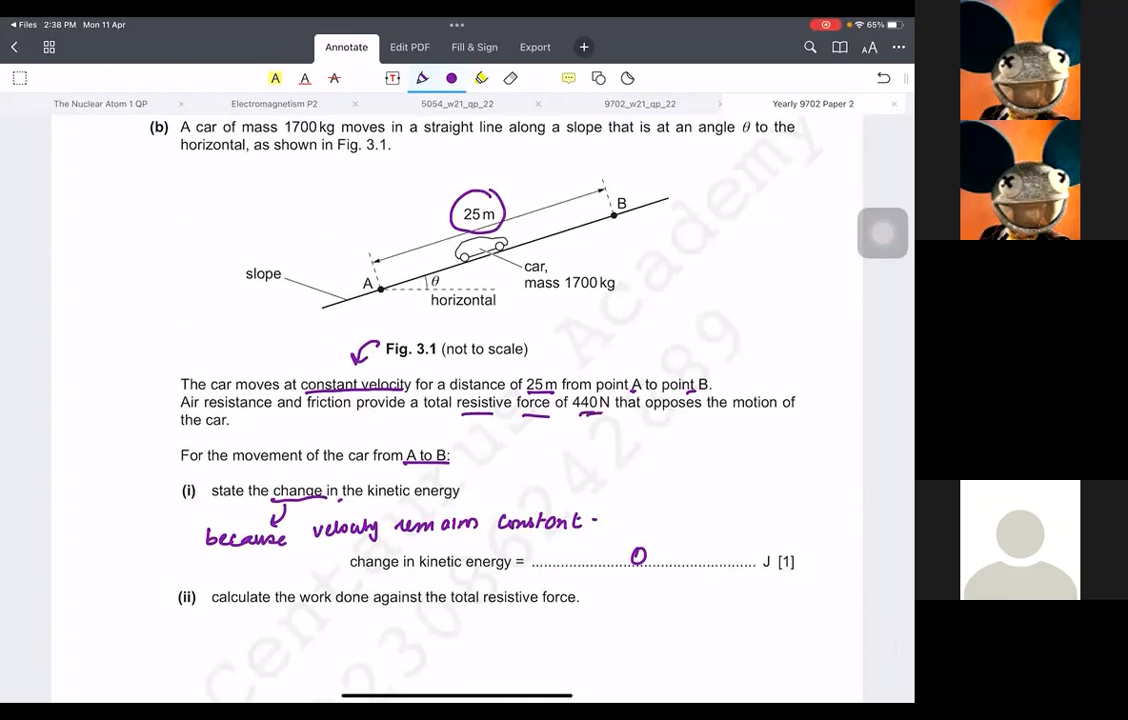 Files 2:38 PM Mon 11 Apr
65%
Annotate Edit PDF Fill & Sign Export
The Nuclear Atom 1 QP Electromagnetism P2 5054_w21_qp_22 9702_w21_qp_22 Yearly 9702 Paper 2
(b) A car of mass 1700 kg moves in a straight line along a slope that is at an angle θ to the
horizontal, as shown in Fig. 3.1.
25 m
B
slope
A
θ
car,
mass 1700 kg
horizontal
Fig. 3.1 (not to scale)
The car moves at constant velocity for a distance of 25 m from point A to point B.
Air resistance and friction provide a total resistive force of 440 N that opposes the motion of
the car.
For the movement of the car from A to B:
(i) state the change in the kinetic energy
because velocity remain constant.
change in kinetic energy = .......... 0 .......... J [1]
(ii) calculate the work done against the total resistive force.
Centaurus Academy